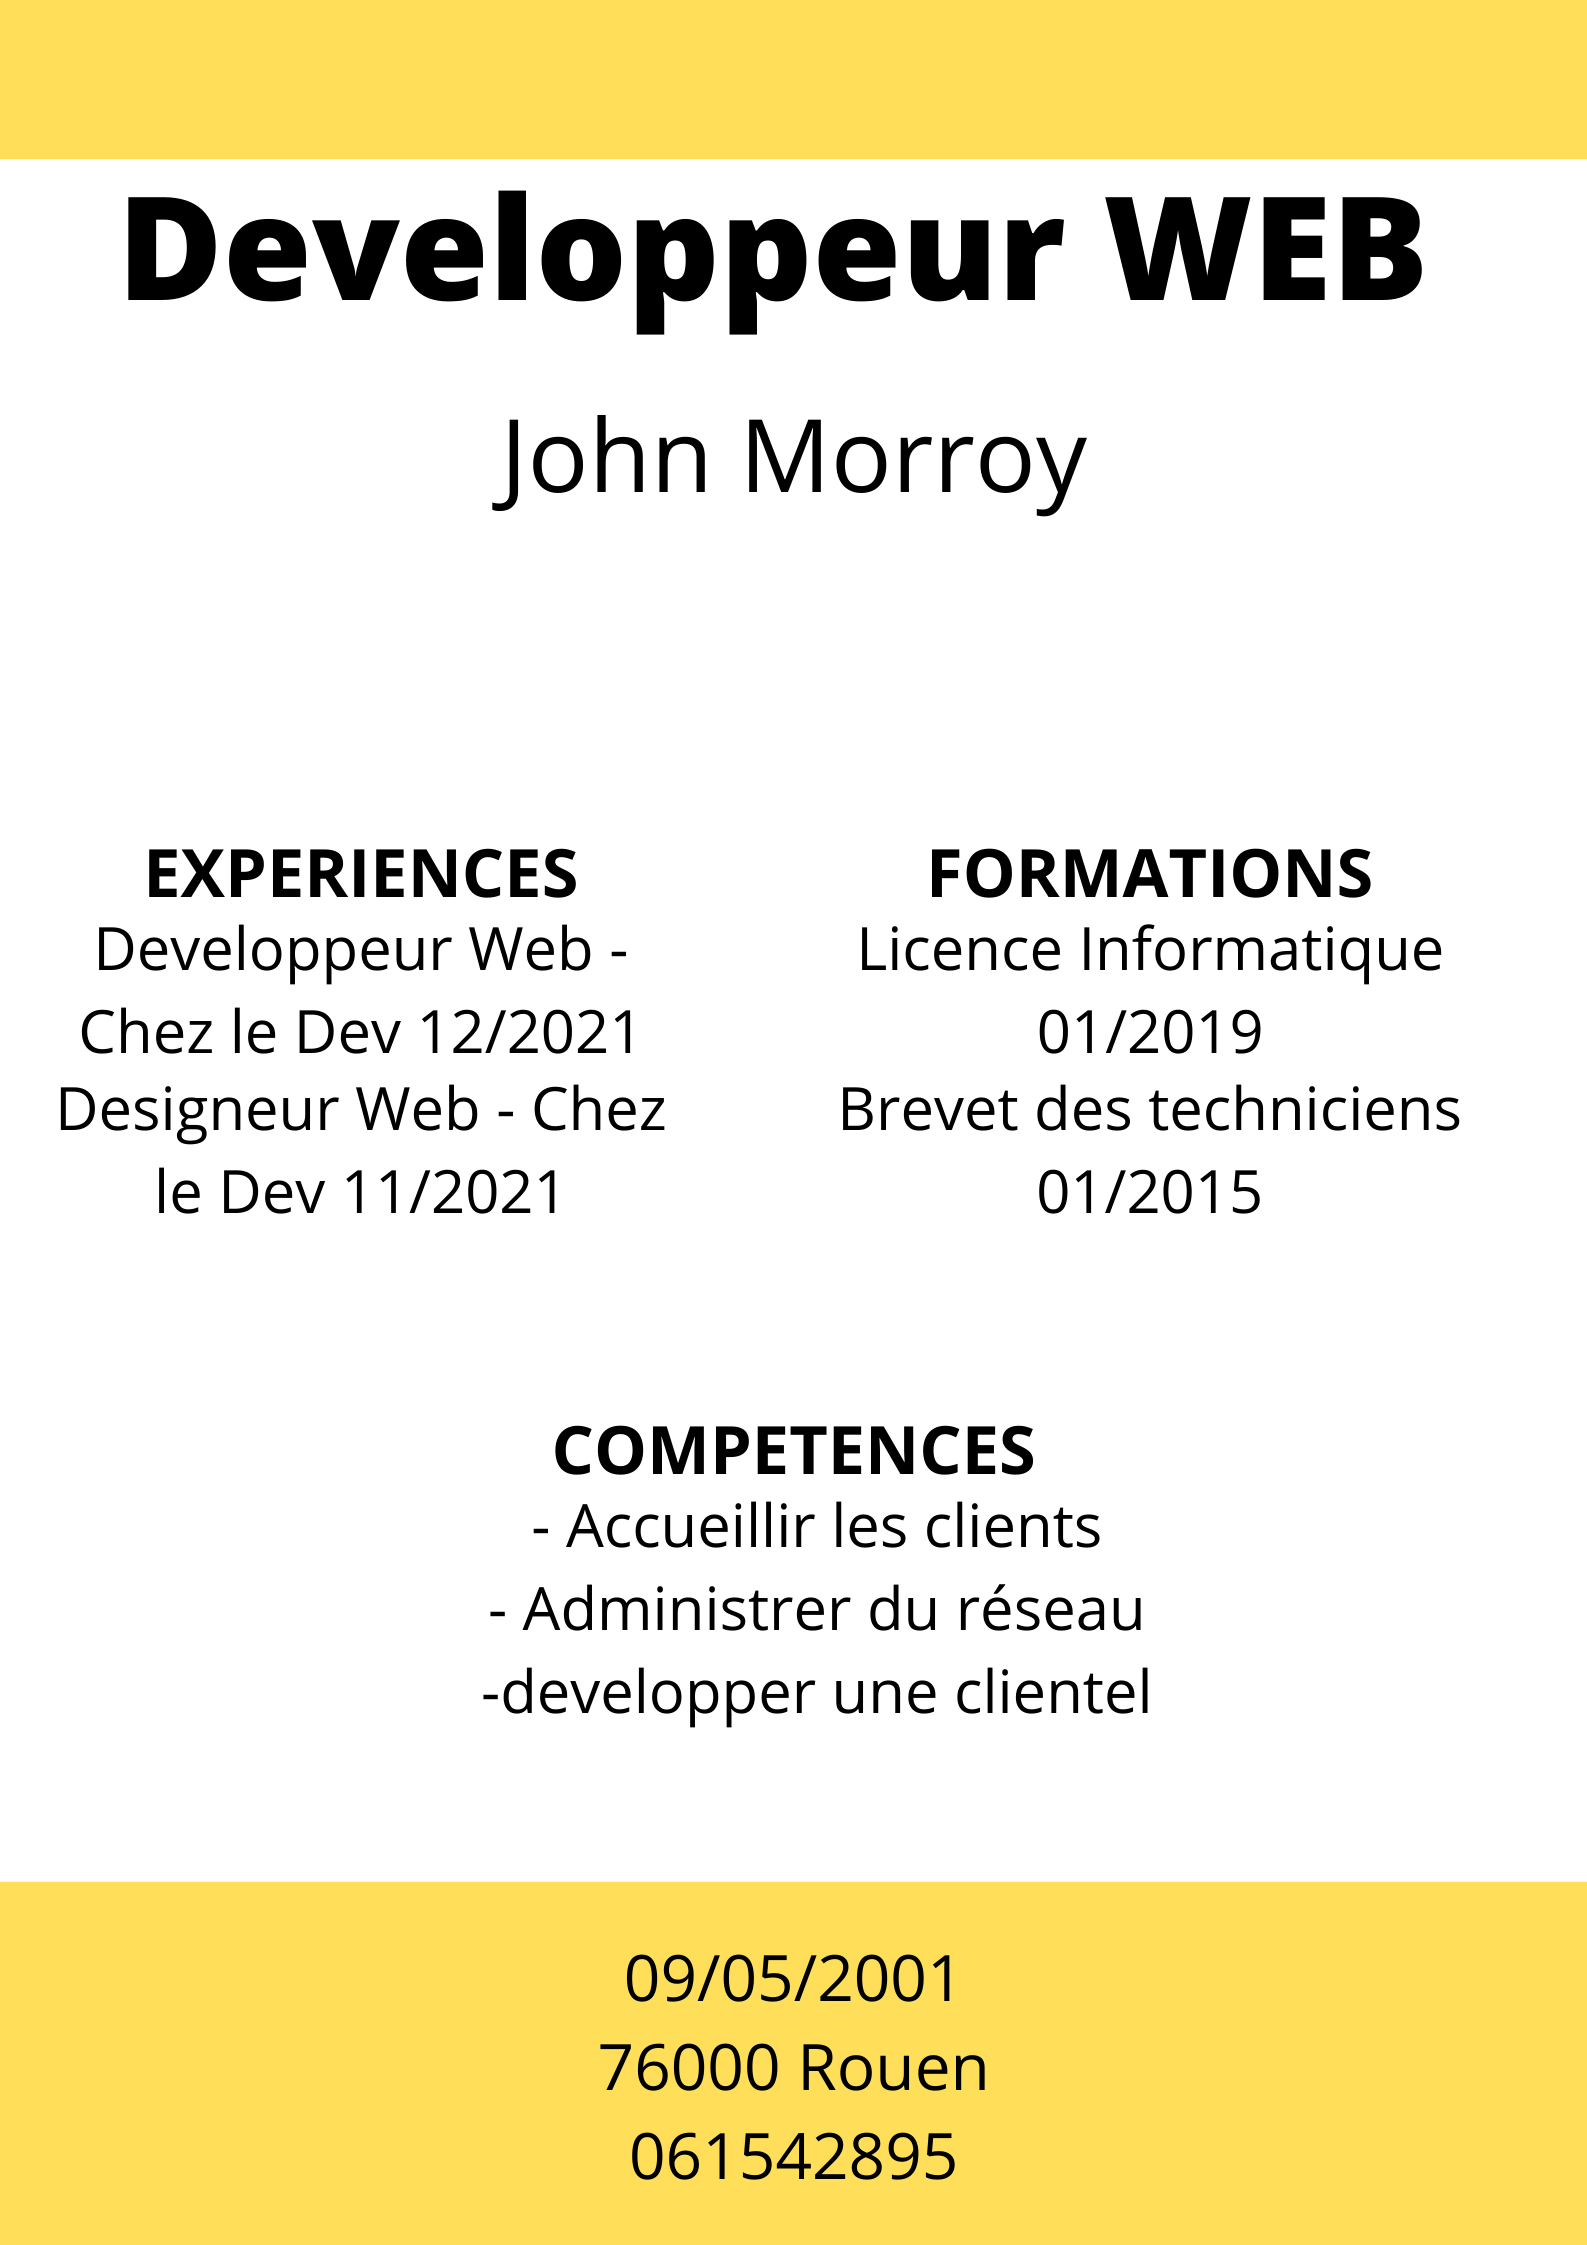 Developpeur WEB
John Morroy
EXPERIENCES
Developpeur Web -
Chez le Dev 12/2021
Designeur Web - Chez
le Dev 11/2021
FORMATIONS
Licence Informatique
01/2019
Brevet des techniciens
01/2015
COMPETENCES
- Accueillir les clients
- Administrer du réseau
-developper une clientel
09/05/2001
76000 Rouen
061542895